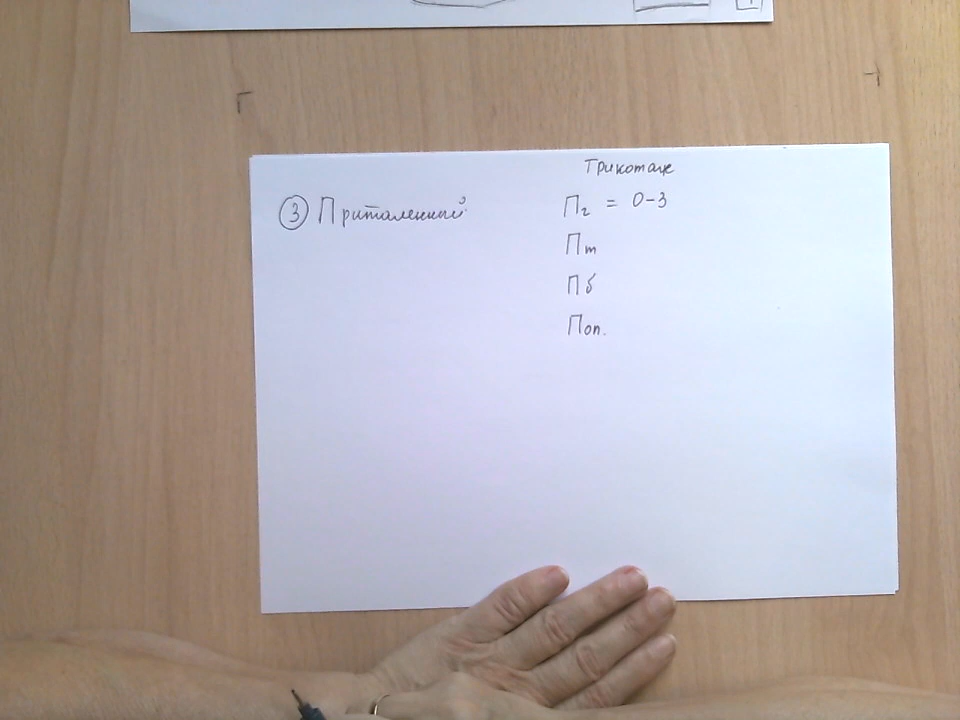 Трикотаж
③ Приталенный
Пг = 0-3
Пт
Пб
Поп.